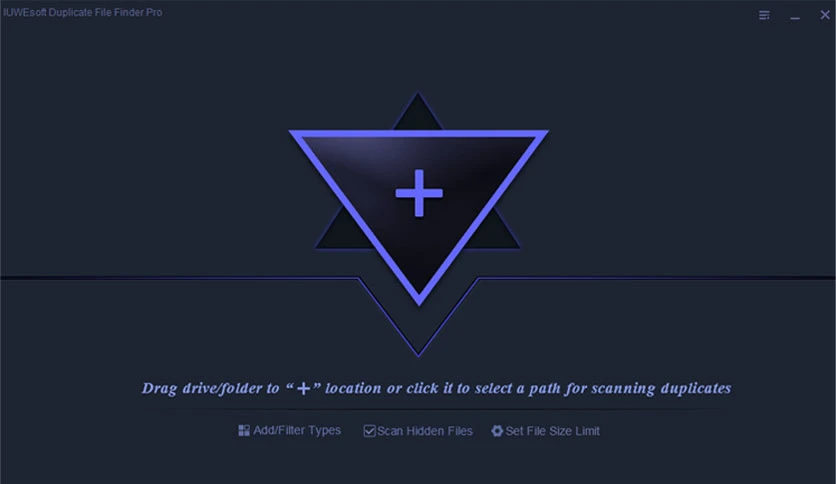 IUWEsoft Duplicate File Finder Pro
Drag drive/folder to “+” location or click it to select a path for scanning duplicates
Add/Filter Types Scan Hidden Files Set File Size Limit